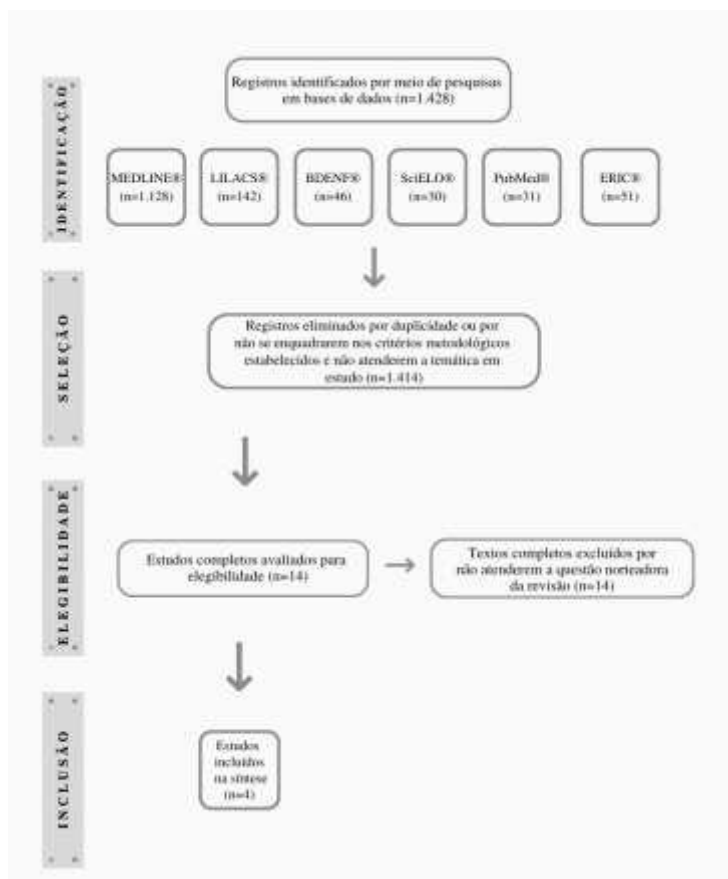 IDENTIFICAÇÃO
Registros identificados por meio de pesquisas
em bases de dados (n=1.428)
MEDLINE®
(n=1.128)
LILACS®
(n=142)
BDENF®
(n=46)
SciELO®
(n=30)
PubMed®
(n=31)
ERIC®
(n=51)
SELEÇÃO
Registros eliminados por duplicidade ou por
não se enquadrarem nos critérios metodológicos
estabelecidos e não atenderem a temática em
estudo (n=1.414)
ELEGIBILIDADE
Estudos completos avaliados para
elegibilidade (n=14)
Textos completos excluídos por
não atenderem a questão norteadora
da revisão (n=14)
INCLUSÃO
Estudos
incluídos
na síntese
(n=4)